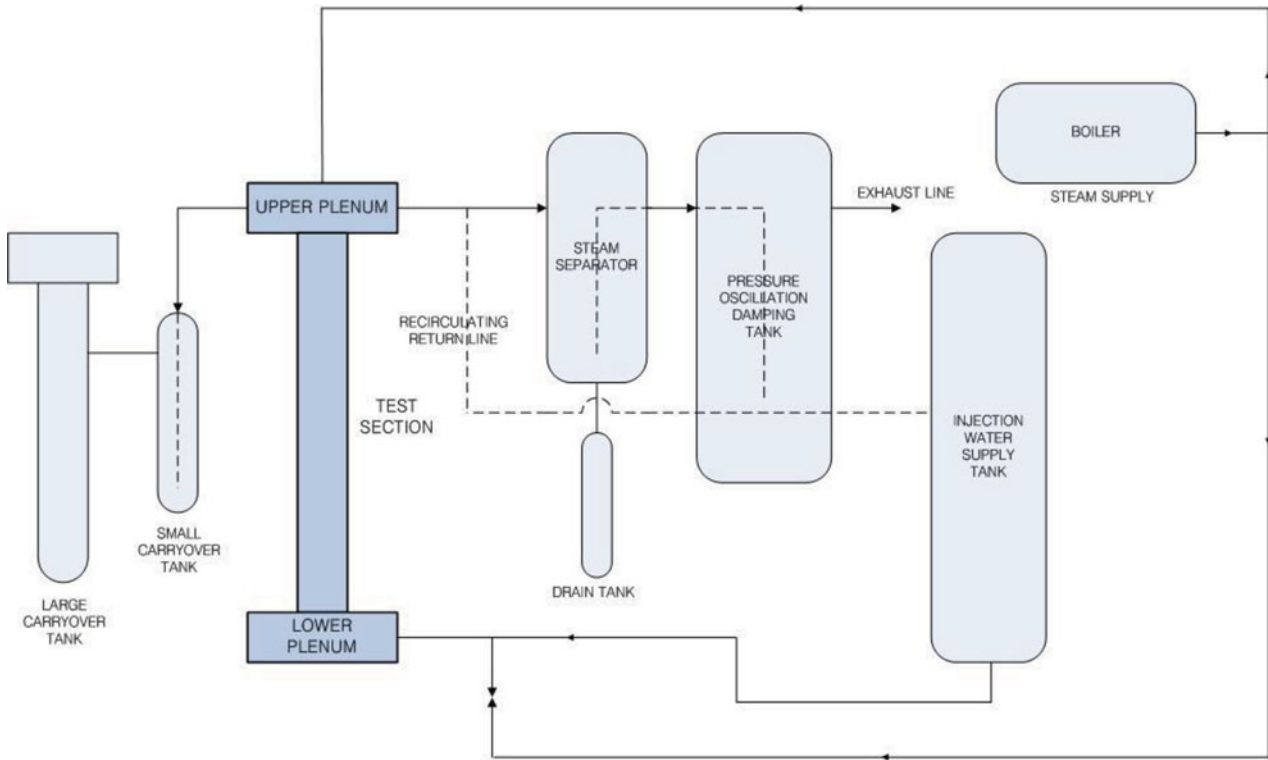 BOILER
STEAM SUPPLY
UPPER PLENUM
EXHAUST LINE
STEAM
SEPARATOR
PRESSURE
OSCILLATION
DAMPING
TANK
RECIRCULATING
RETURN LINE
TEST
SECTION
INJECTION
WATER
SUPPLY
TANK
SMALL
CARRYOVER
TANK
DRAIN TANK
LARGE
CARRYOVER
TANK
LOWER
PLENUM